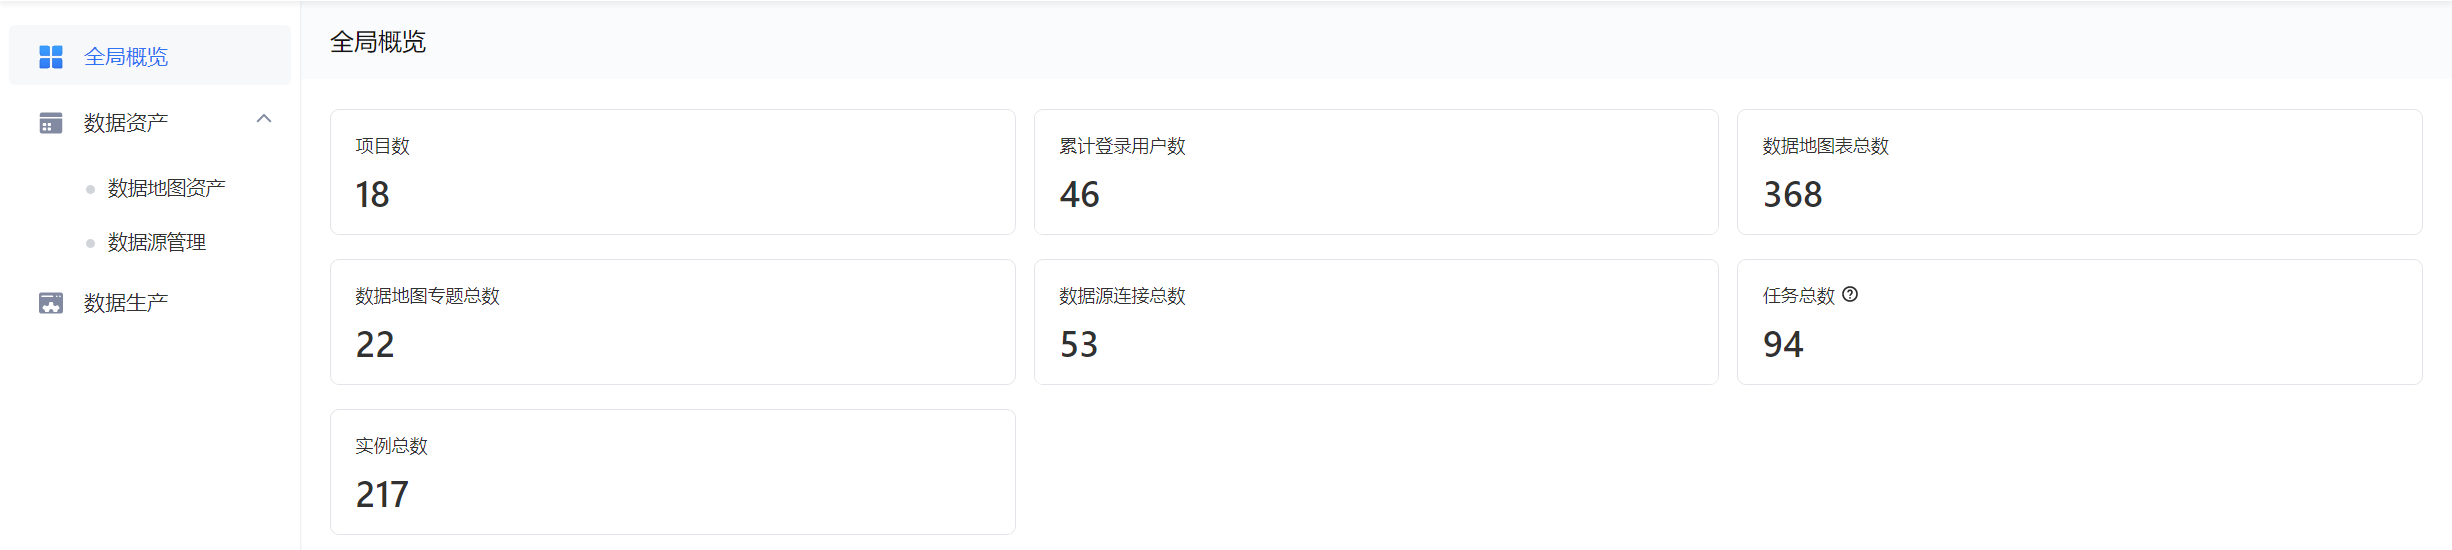 全局概览
数据资产
数据地图资产
数据源管理
数据生产
全局概览
项目数
18
累计登录用户数
46
数据地图表总数
368
数据地图专题总数
22
数据源连接总数
53
任务总数
94
实例总数
217